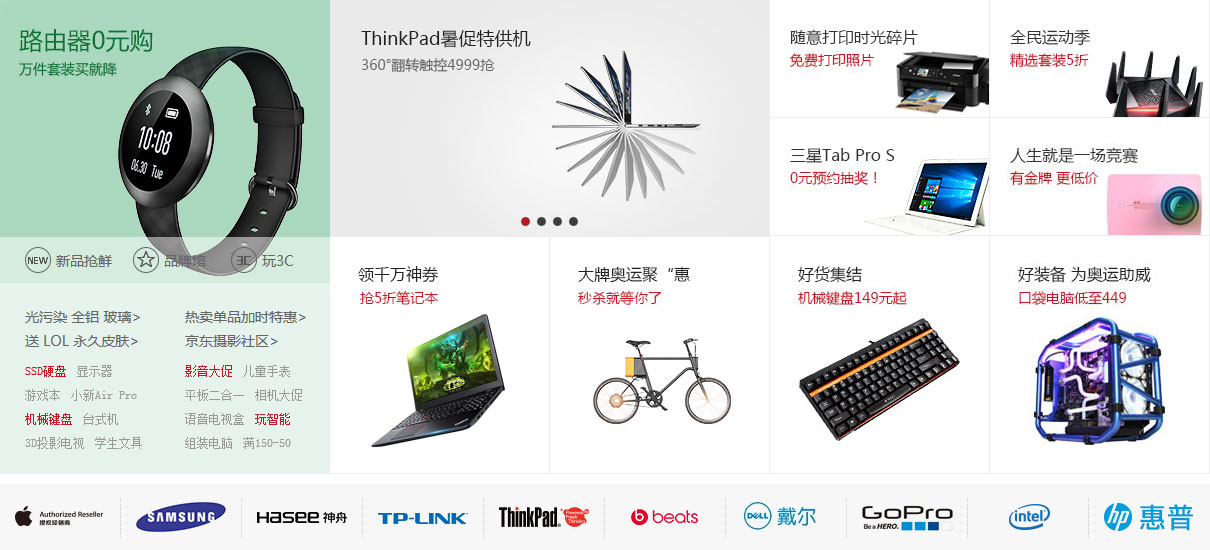 路由器0元购
万件套装买就降
10:08
06.30 Tue
NEW 新品抢鲜
品牌馆
3C 玩3C
光污染 全铝 玻璃>
送 LOL 永久皮肤>
SSD硬盘 显示器
游戏本 小新Air Pro
机械键盘 台式机
3D投影电视 学生文具
热卖单品加时特惠>
京东摄影社区>
影音大促 儿童手表
平板二合一 相机大促
语音电视盒 玩智能
组装电脑 满150-50
ThinkPad暑促特供机
360°翻转触控4999抢
随意打印时光碎片
免费打印照片
全民运动季
精选套装5折
三星Tab Pro S
0元预约抽奖！
人生就是一场竞赛
有金牌 更低价
领千万神券
抢5折笔记本
大牌奥运聚“惠
秒杀就等你了
好货集结
机械键盘149元起
好装备 为奥运助威
口袋电脑低至449
Authorized Reseller
授权经销商
SAMSUNG
HASEE 神舟
TP-LINK
ThinkPad
beats
DELL 戴尔
GoPro
Be a HERO.
intel
hp 惠普